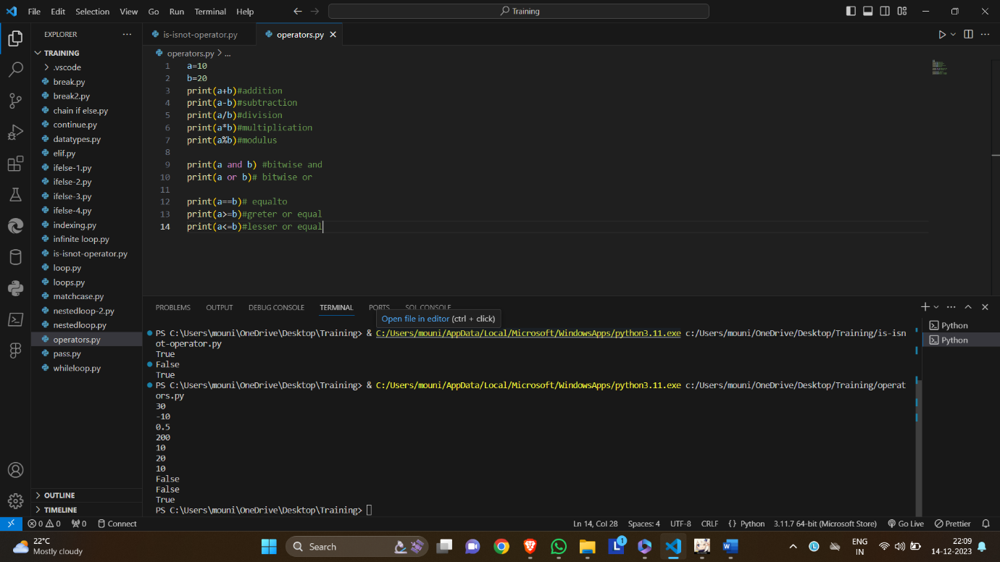 File Edit Selection View Go Run Terminal Help
Training
EXPLORER
TRAINING
.vscode
break.py
break2.py
chain if else.py
continue.py
datatypes.py
elif.py
ifelse-1.py
ifelse-2.py
ifelse-3.py
ifelse-4.py
indexing.py
infinite loop.py
is-isnot-operator.py
loop.py
loops.py
matchcase.py
nestedloop-2.py
nestedloop.py
operators.py
pass.py
whileloop.py
OUTLINE
TIMELINE
is-isnot-operator.py operators.py
operators.py > ...
1 a=10
2 b=20
3 print(a+b)#addition
4 print(a-b)#subtraction
5 print(a/b)#division
6 print(a*b)#multiplication
7 print(a%b)#modulus
8
9 print(a and b) #bitwise and
10 print(a or b)# bitwise or
11
12 print(a==b)# equalto
13 print(a>=b)#greter or equal
14 print(a<=b)#lesser or equal
PROBLEMS OUTPUT DEBUG CONSOLE TERMINAL PORTS SQL CONSOLE
Open file in editor (ctrl + click)
PS C:\Users\mouni\OneDrive\Desktop\Training> & C:/Users/mouni/AppData/Local/Microsoft/WindowsApps/python3.11.exe c:/Users/mouni/OneDrive/Desktop/Training/is-isn
ot-operator.py
True
False
True
PS C:\Users\mouni\OneDrive\Desktop\Training> & C:/Users/mouni/AppData/Local/Microsoft/WindowsApps/python3.11.exe c:/Users/mouni/OneDrive/Desktop/Training/operat
ors.py
30
-10
0.5
200
10
20
10
False
False
True
PS C:\Users\mouni\OneDrive\Desktop\Training>
Python
Python
0 0 0 Connect
Ln 14, Col 28 Spaces: 4 UTF-8 CRLF {} Python 3.11.7 64-bit (Microsoft Store) Go Live Prettier
22°C
Mostly cloudy
Search
L
1
ENG
IN
22:09
14-12-2023